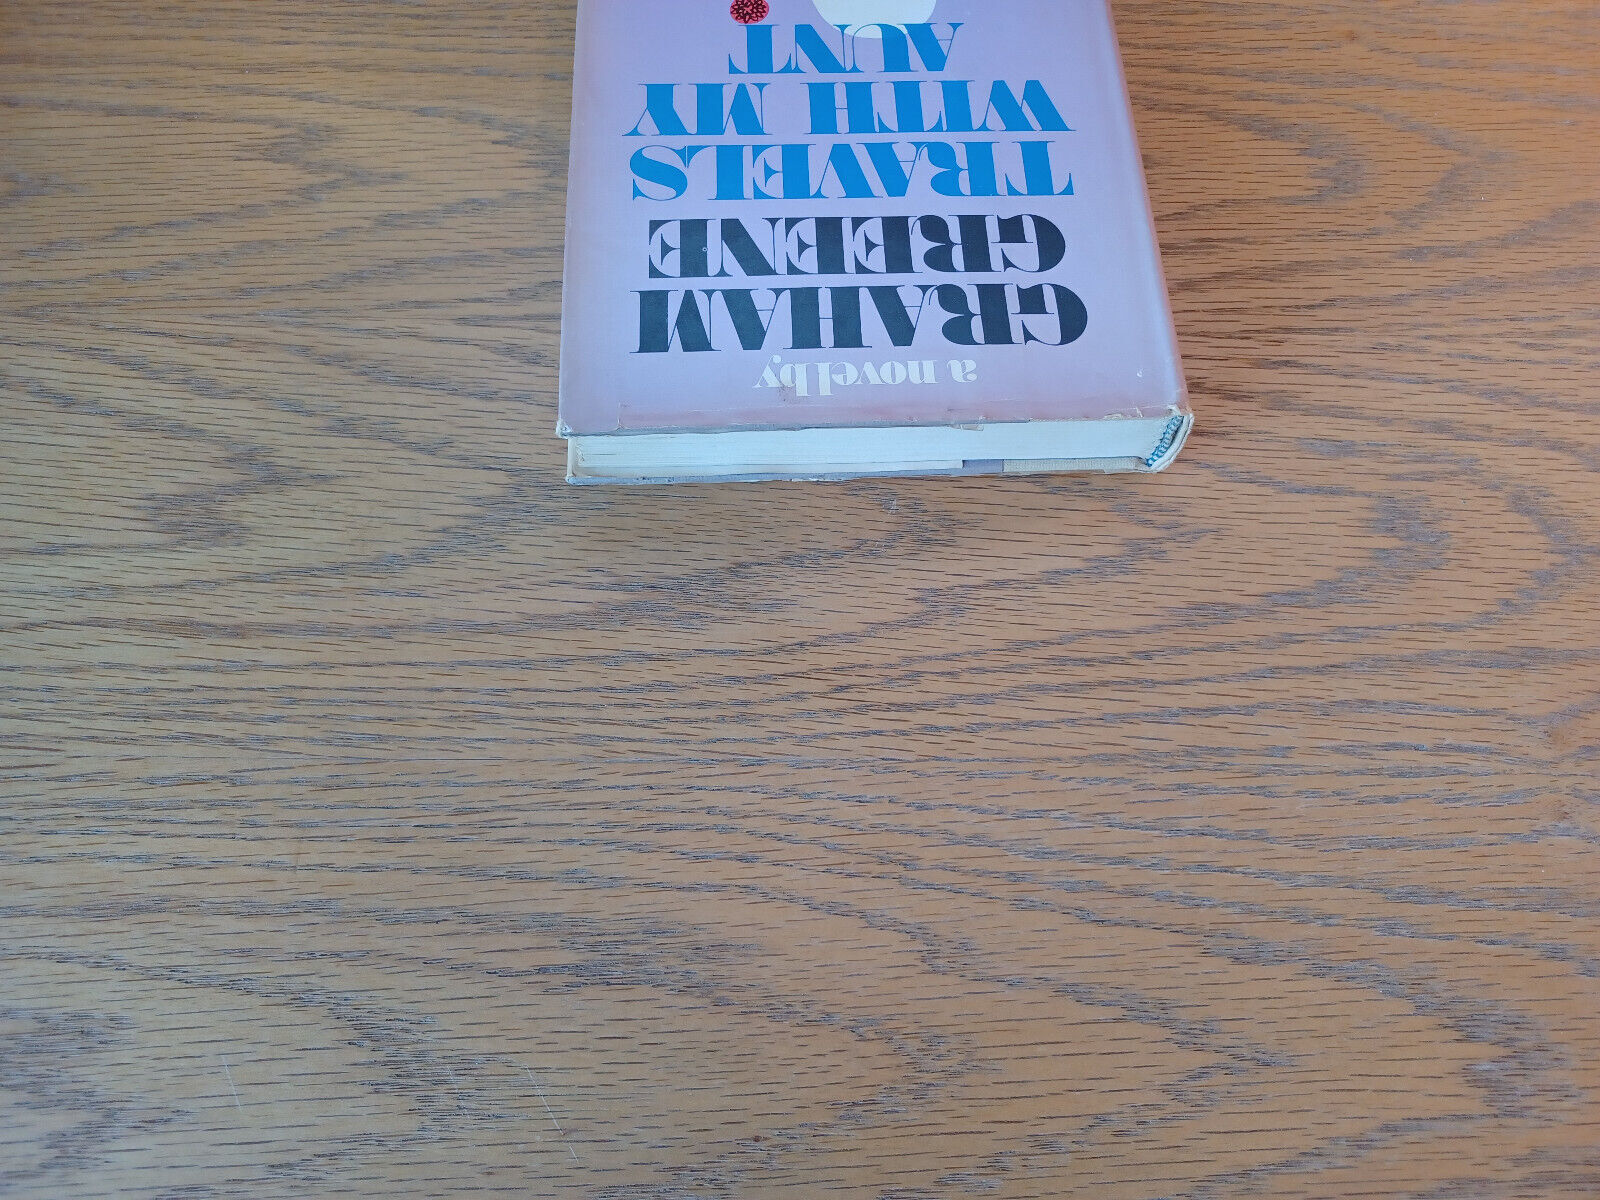 a novel by
GRAHAM
GREENE
TRAVELS
WITH MY
AUNT